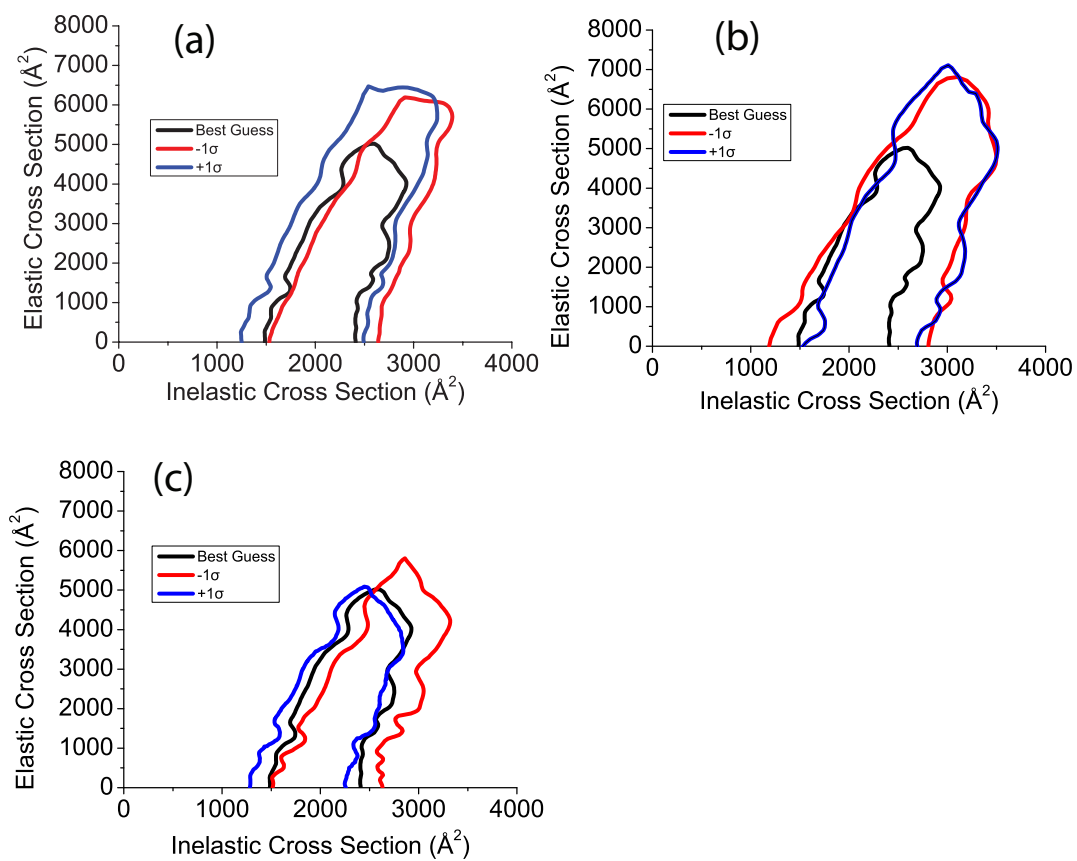 (a)
8000
7000
6000
5000
4000
3000
2000
1000
0
Elastic Cross Section (Å²)
Best Guess
-1σ
+1σ
0 1000 2000 3000 4000
Inelastic Cross Section (Å²)
(b)
8000
7000
6000
5000
4000
3000
2000
1000
0
Elastic Cross Section (Å²)
Best Guess
-1σ
+1σ
0 1000 2000 3000 4000
Inelastic Cross Section (Å²)
(c)
8000
7000
6000
5000
4000
3000
2000
1000
0
Elastic Cross Section (Å²)
Best Guess
-1σ
+1σ
0 1000 2000 3000 4000
Inelastic Cross Section (Å²)